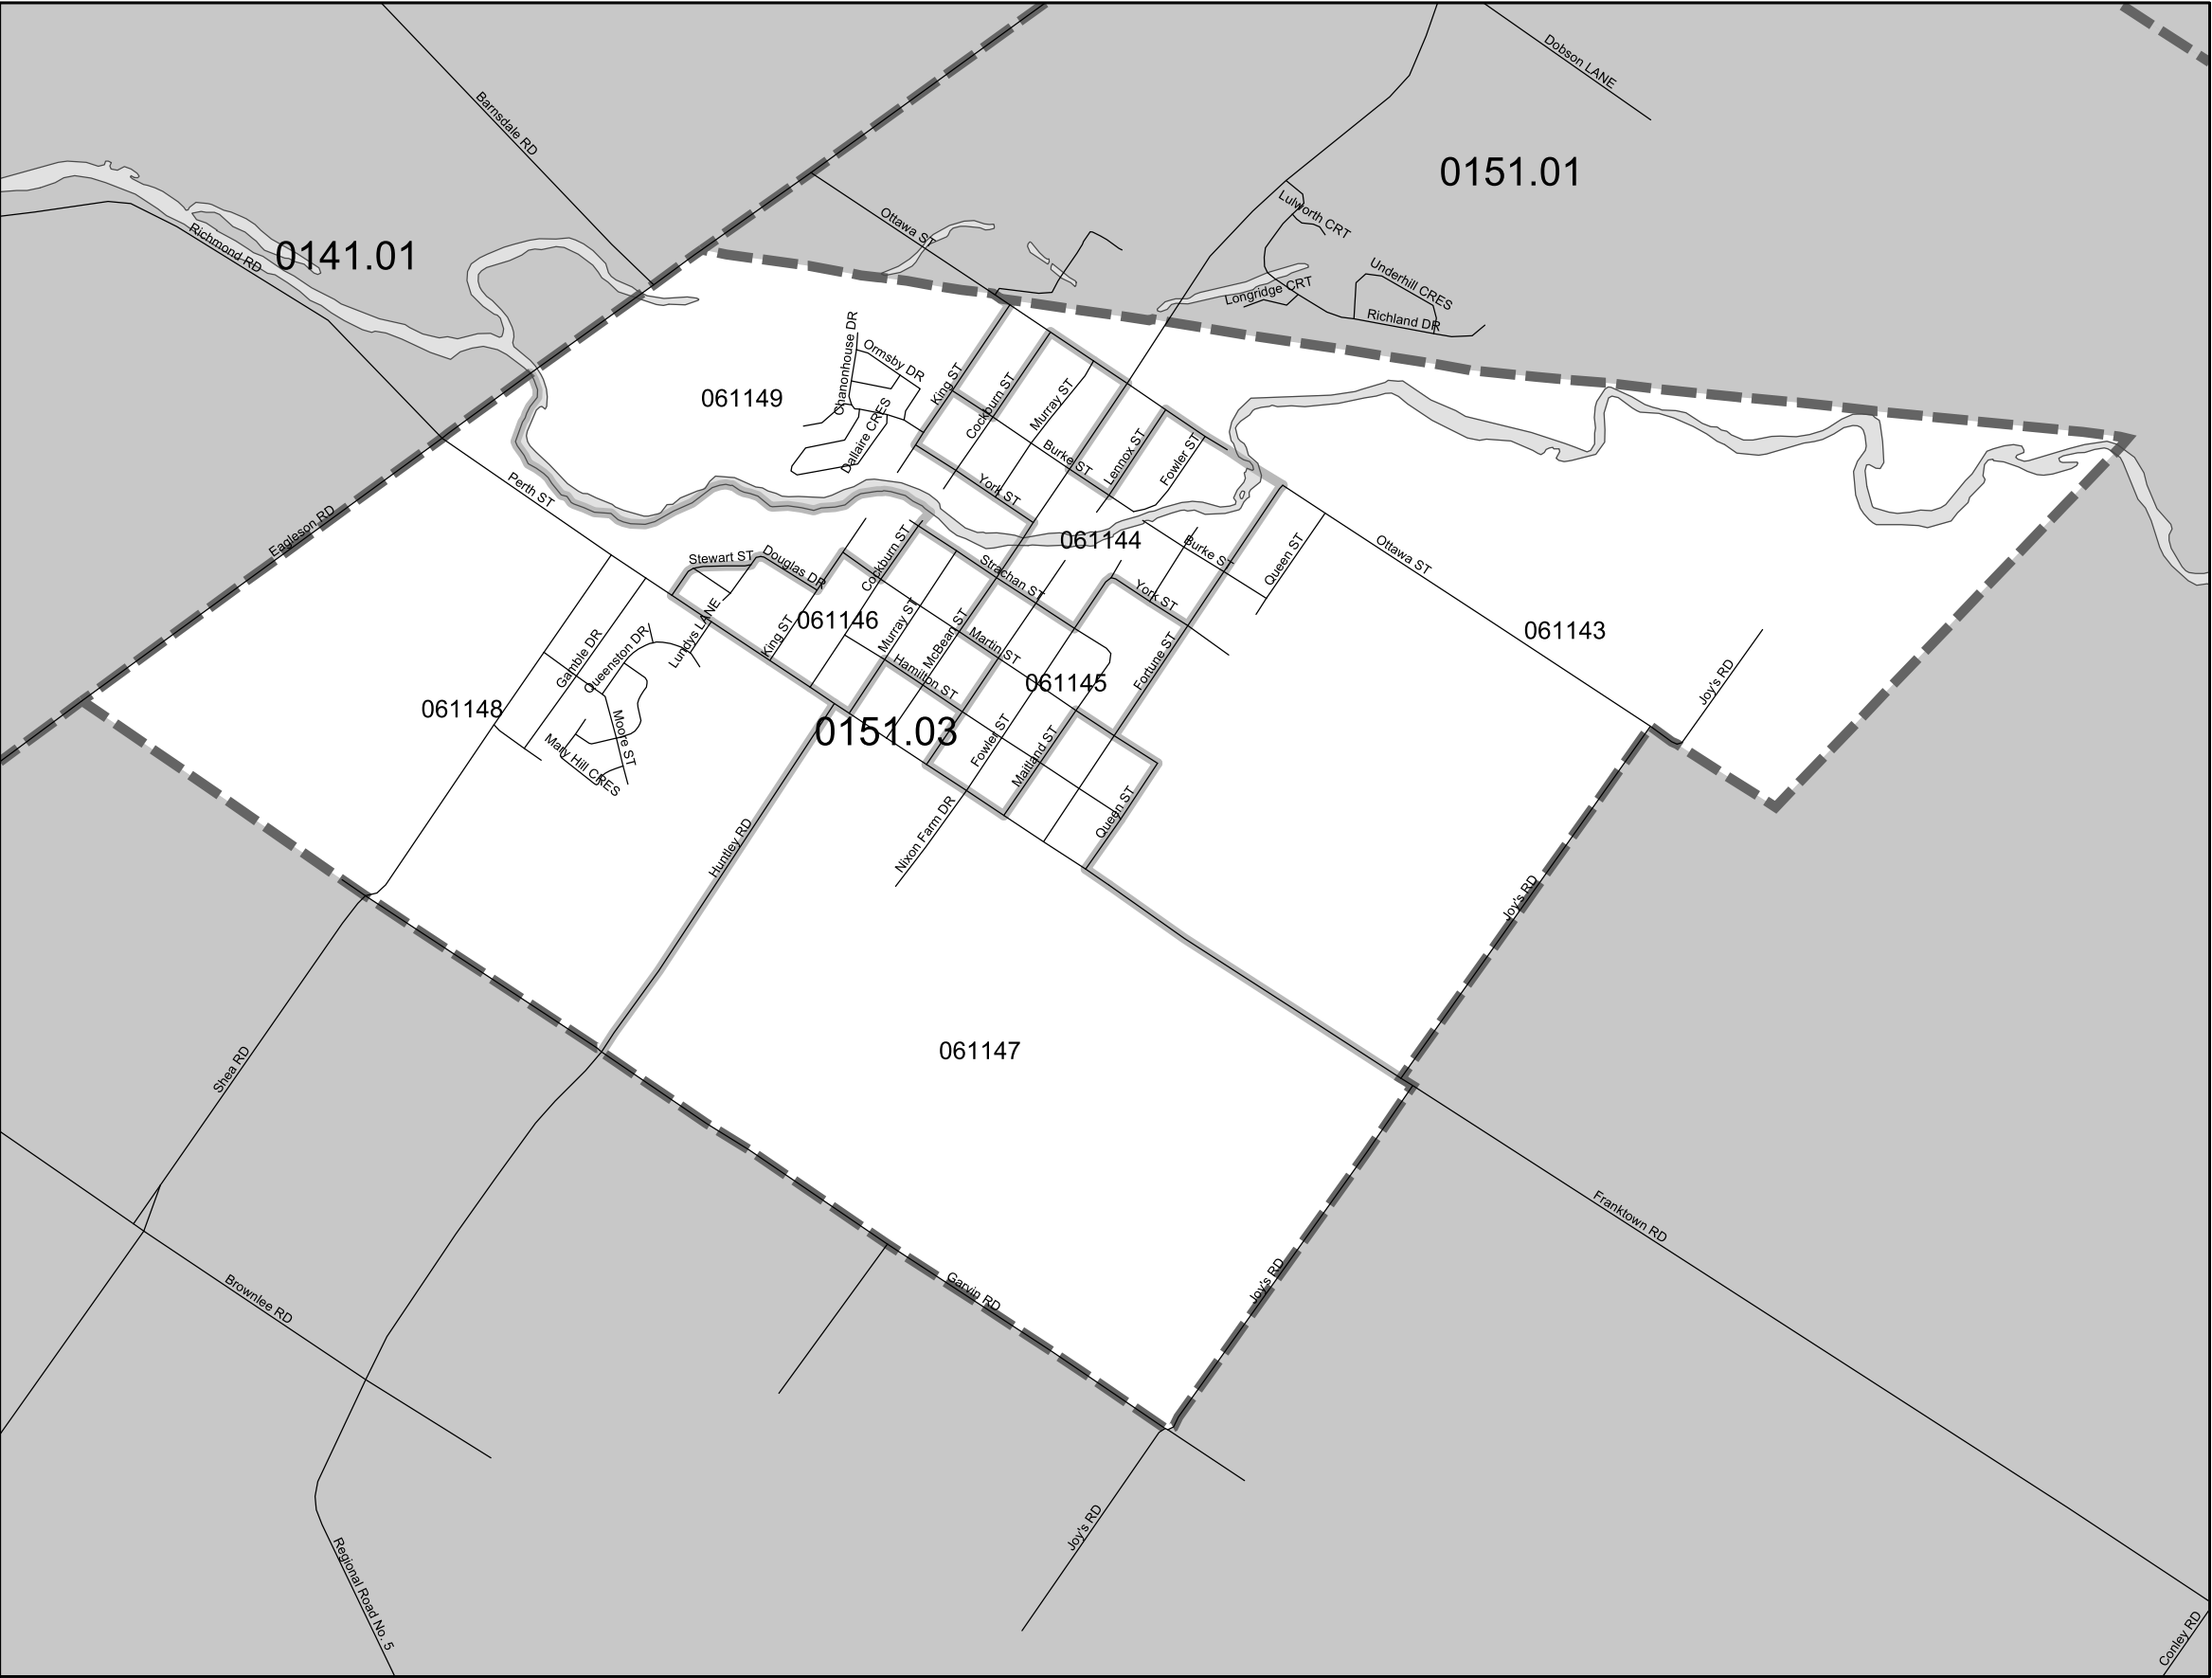 Dobson LANE
Barnsdale RD
0151.01
Lulworth CRT
Ottawa ST
Richmond RD
0141.01
Underhill CRES
Longridge CRT
Richland DR
Chanonhouse DR
Ormsby DR
King ST
061149
Cockburn ST
Murray ST
Dallaire CRES
Burke ST
Lennox ST
Fowler ST
Perth ST
York ST
Eagleson RD
061144
Stewart ST
Douglas DR
Cockburn ST
Strachan ST
Burke ST
Queen ST
Ottawa ST
York ST
Lundys LANE
King ST
061146
Murray ST
McBean ST
Martin ST
061143
Gamble DR
Queenston DR
Hamilton ST
061145
Fortune ST
Joy's RD
061148
Moore ST
0151.03
Fowler ST
Maitland ST
Mary Hill CRES
Queen ST
Huntley RD
Nixon Farm DR
Joy's RD
061147
Shea RD
Franktown RD
Brownlee RD
Garvin RD
Joy's RD
Joy's RD
Regional Road No. 5
Conley RD